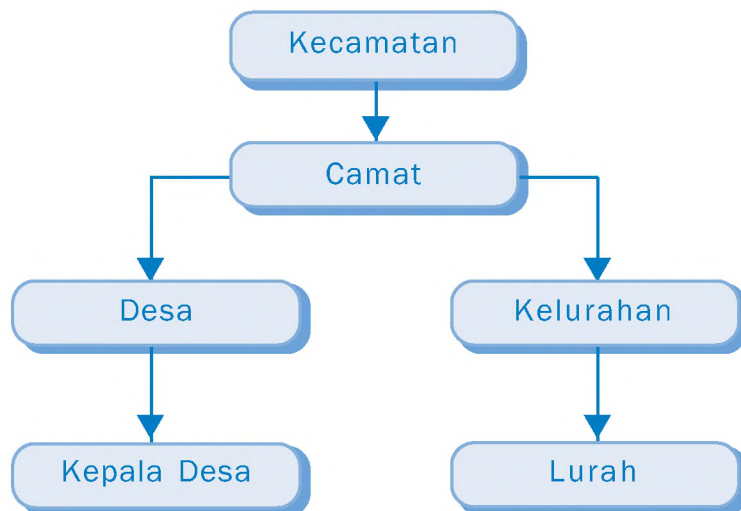 Kecamatan
Camat
Desa
Kelurahan
Kepala Desa
Lurah